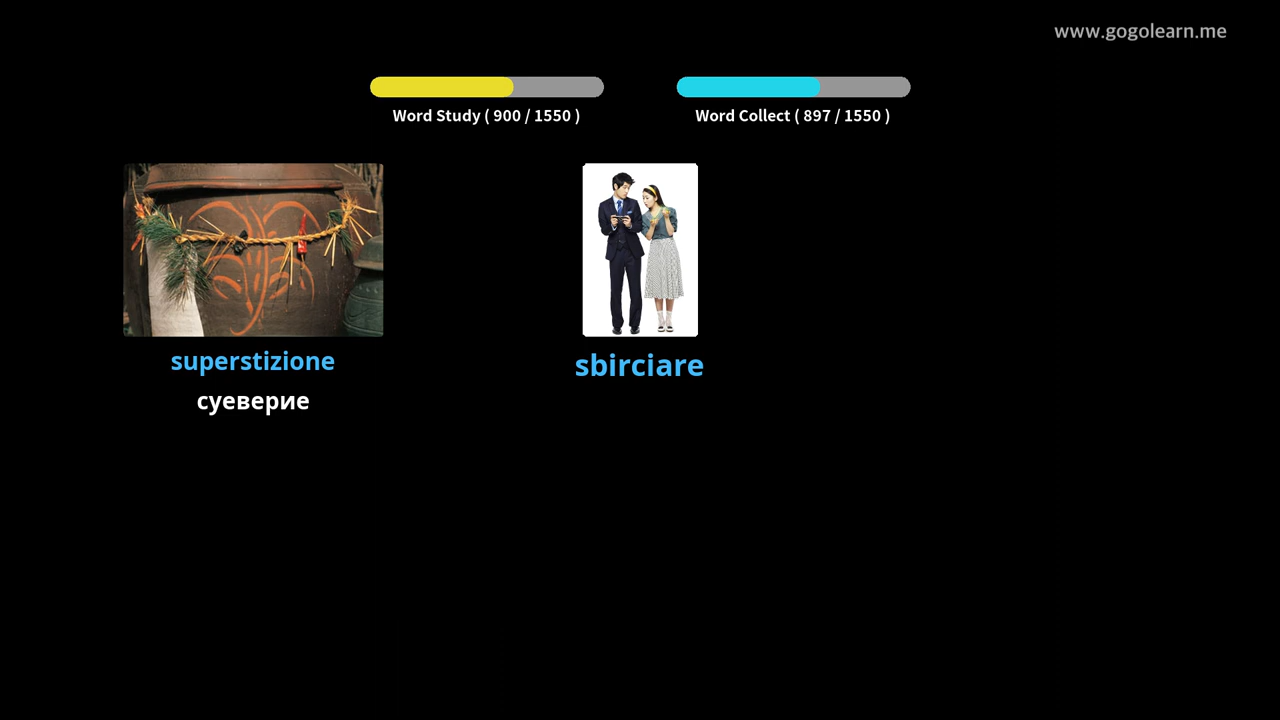 www.gogolearn.me
Word Study ( 900 / 1550 )
Word Collect ( 897 / 1550 )
superstizione
суеверие
sbirciare